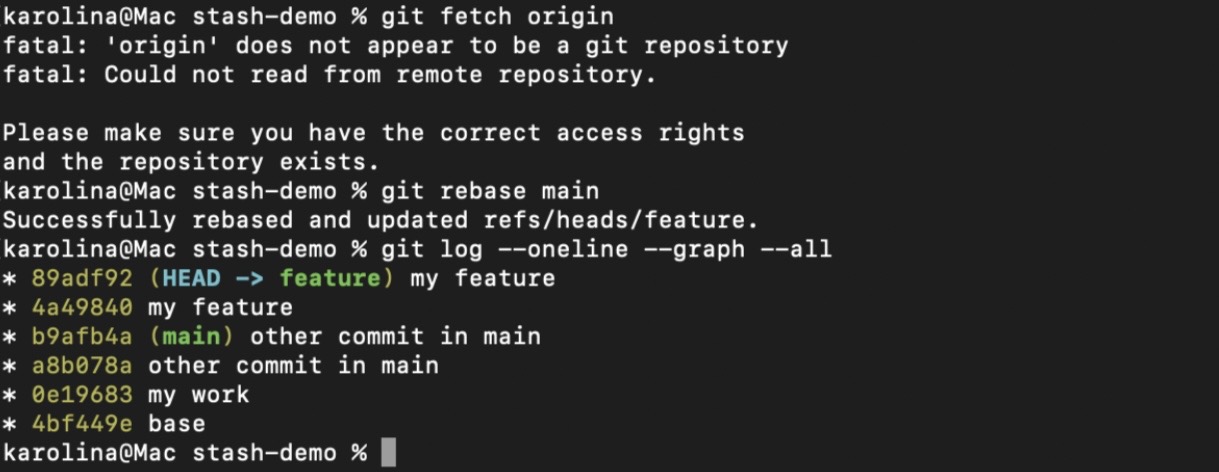 karolina@Mac stash-demo % git fetch origin
fatal: 'origin' does not appear to be a git repository
fatal: Could not read from remote repository.

Please make sure you have the correct access rights
and the repository exists.
karolina@Mac stash-demo % git rebase main
Successfully rebased and updated refs/heads/feature.
karolina@Mac stash-demo % git log --oneline --graph --all
* 89adf92 (HEAD -> feature) my feature
* 4a49840 my feature
* b9afb4a (main) other commit in main
* a8b078a other commit in main
* 0e19683 my work
* 4bf449e base
karolina@Mac stash-demo %